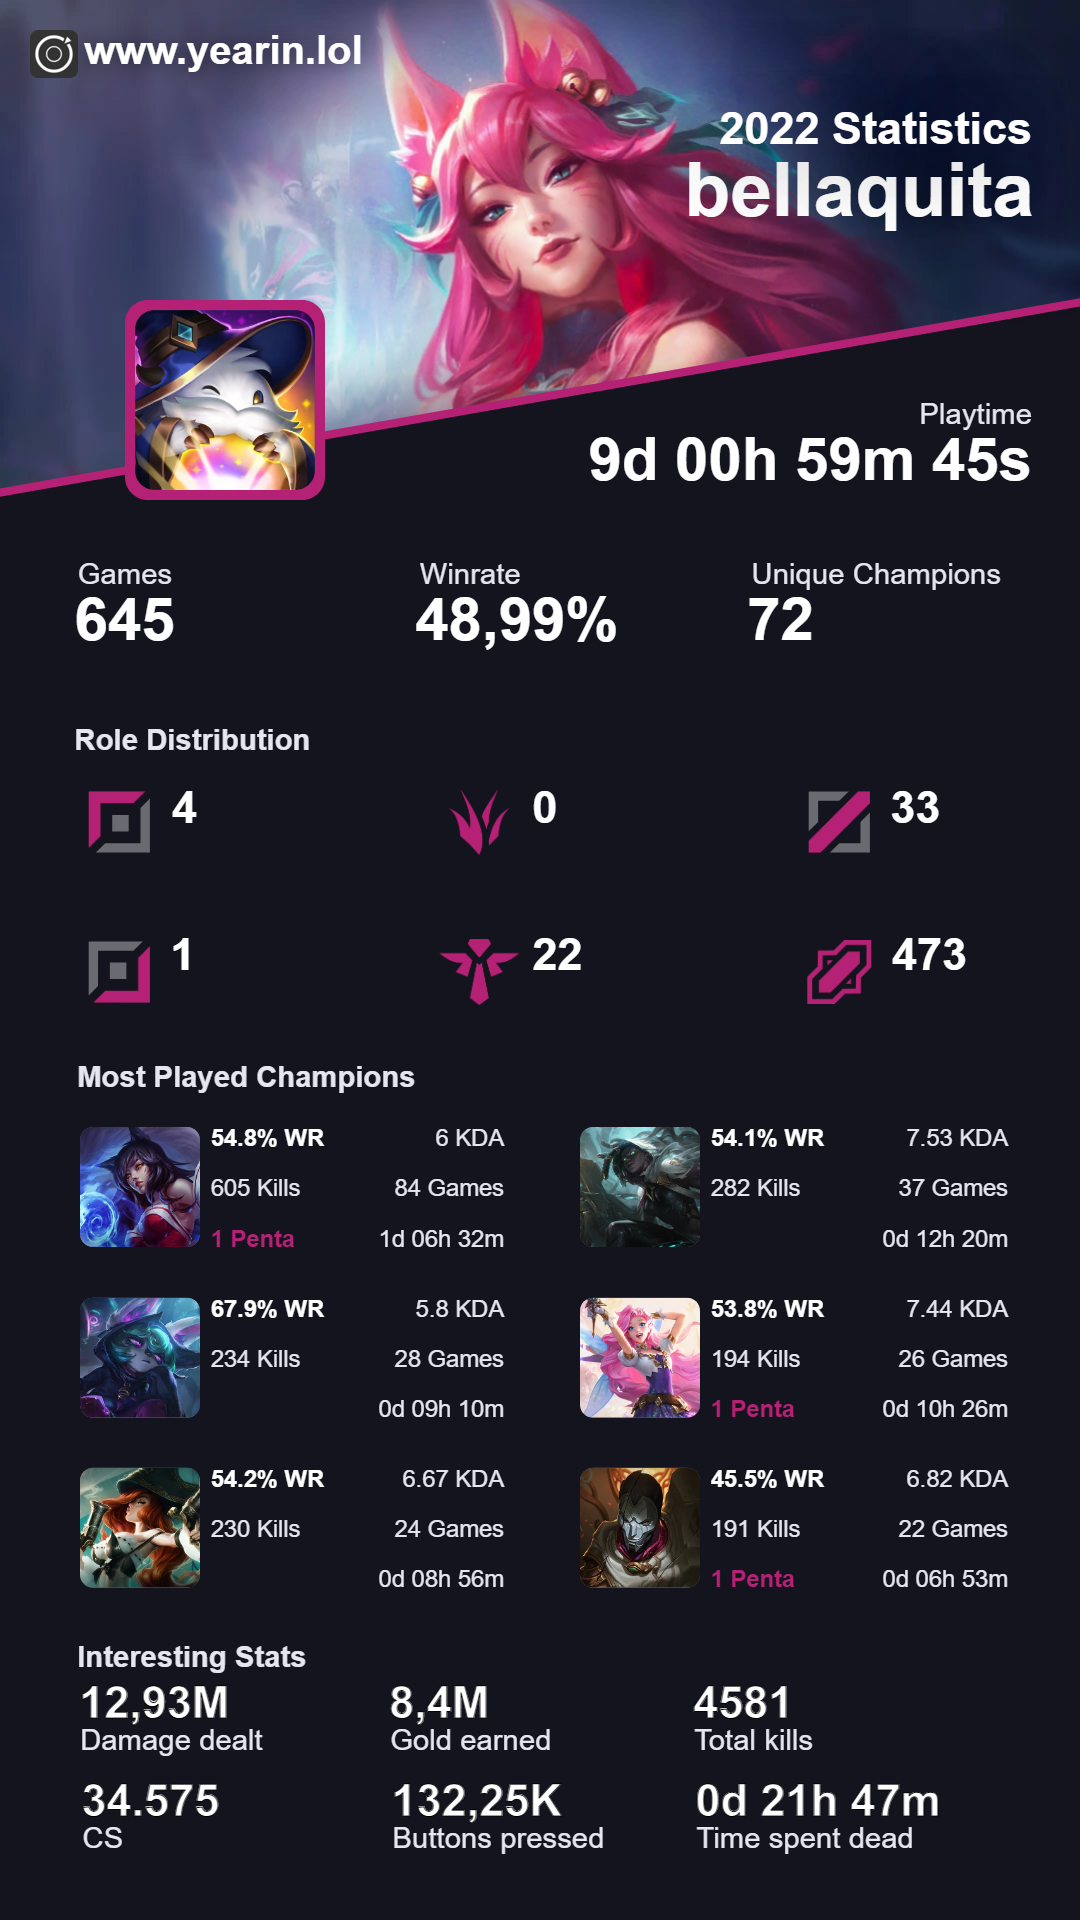 www.yearin.lol
2022 Statistics
bellaquita
Playtime
9d 00h 59m 45s
Games
645
Winrate
48,99%
Unique Champions
72
Role Distribution
4
0
33
1
22
473
Most Played Champions
54.8% WR 6 KDA
605 Kills 84 Games
1 Penta 1d 06h 32m
54.1% WR 7.53 KDA
282 Kills 37 Games
0d 12h 20m
67.9% WR 5.8 KDA
234 Kills 28 Games
0d 09h 10m
53.8% WR 7.44 KDA
194 Kills 26 Games
1 Penta 0d 10h 26m
54.2% WR 6.67 KDA
230 Kills 24 Games
0d 08h 56m
45.5% WR 6.82 KDA
191 Kills 22 Games
1 Penta 0d 06h 53m
Interesting Stats
12,93M
Damage dealt
8,4M
Gold earned
4581
Total kills
34.575
CS
132,25K
Buttons pressed
0d 21h 47m
Time spent dead